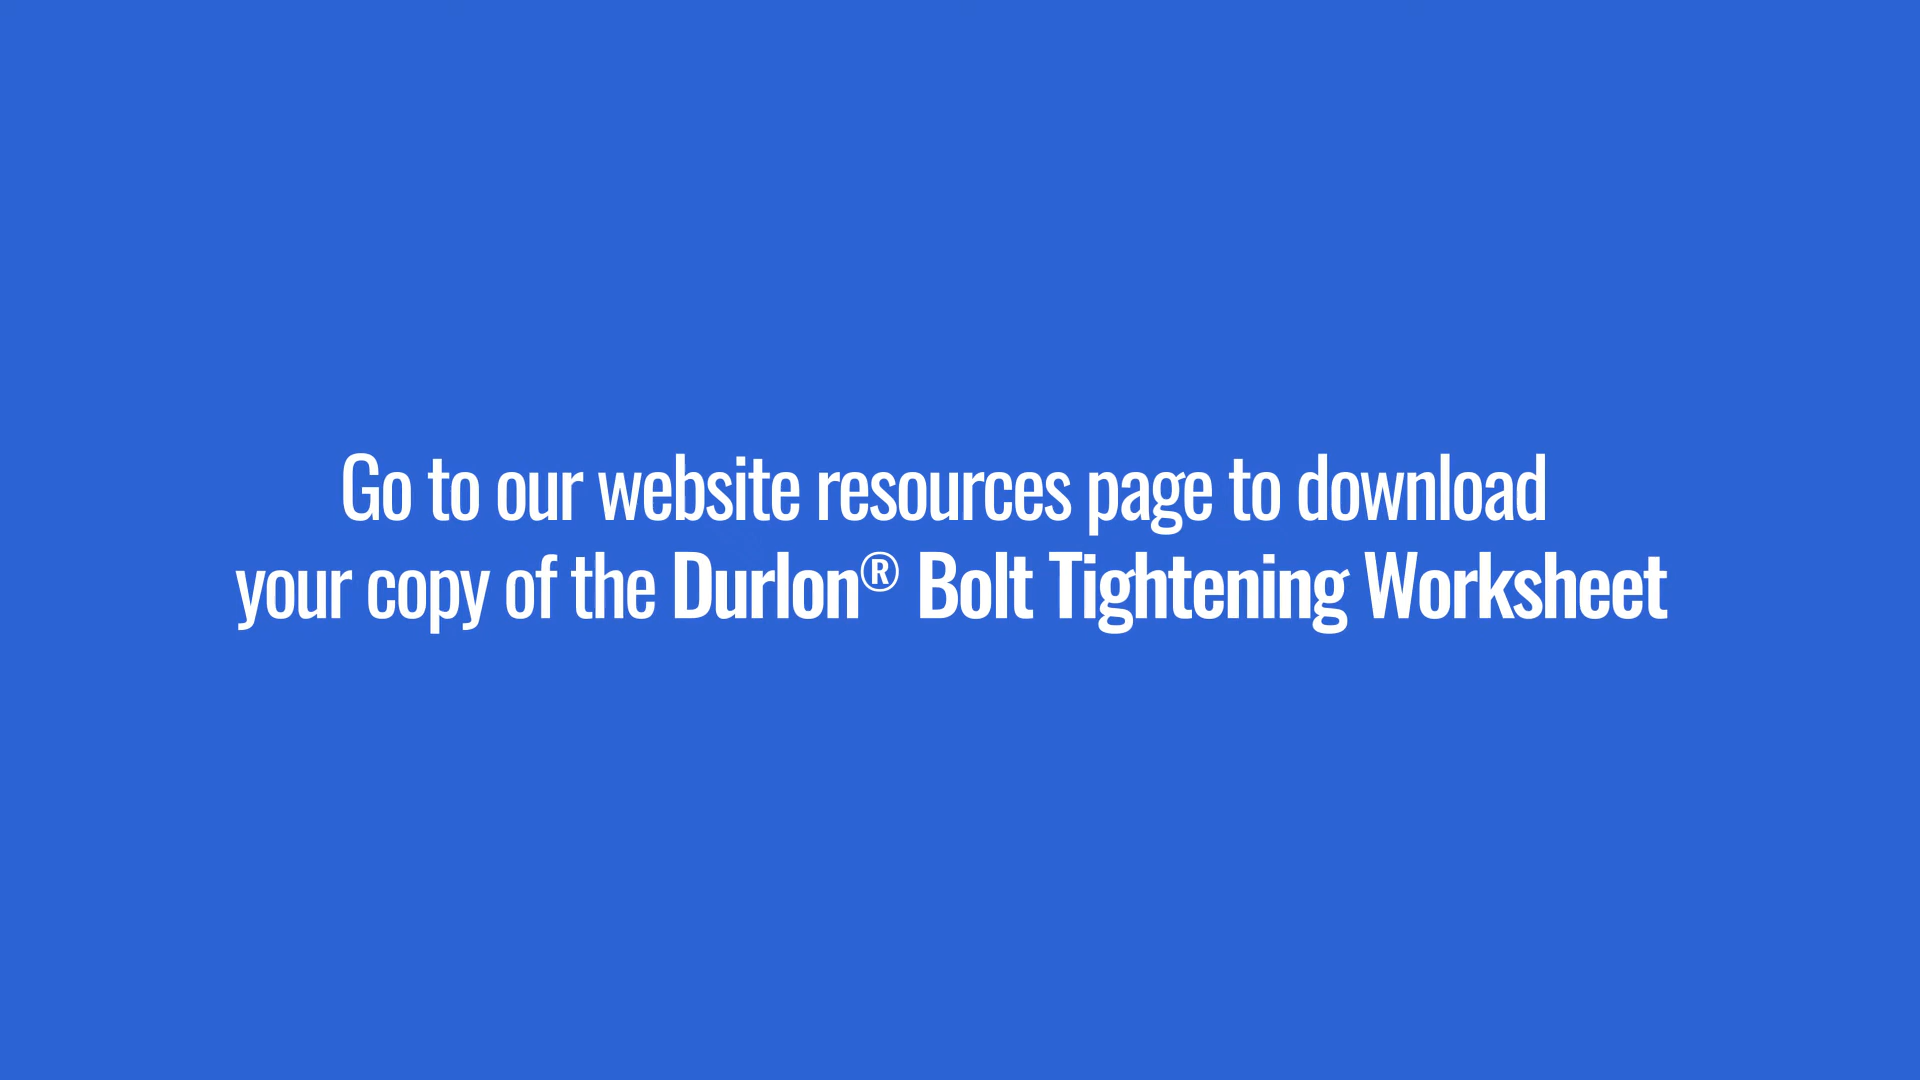 Go to our website resources page to download
your copy of the Durlon® Bolt Tightening Worksheet